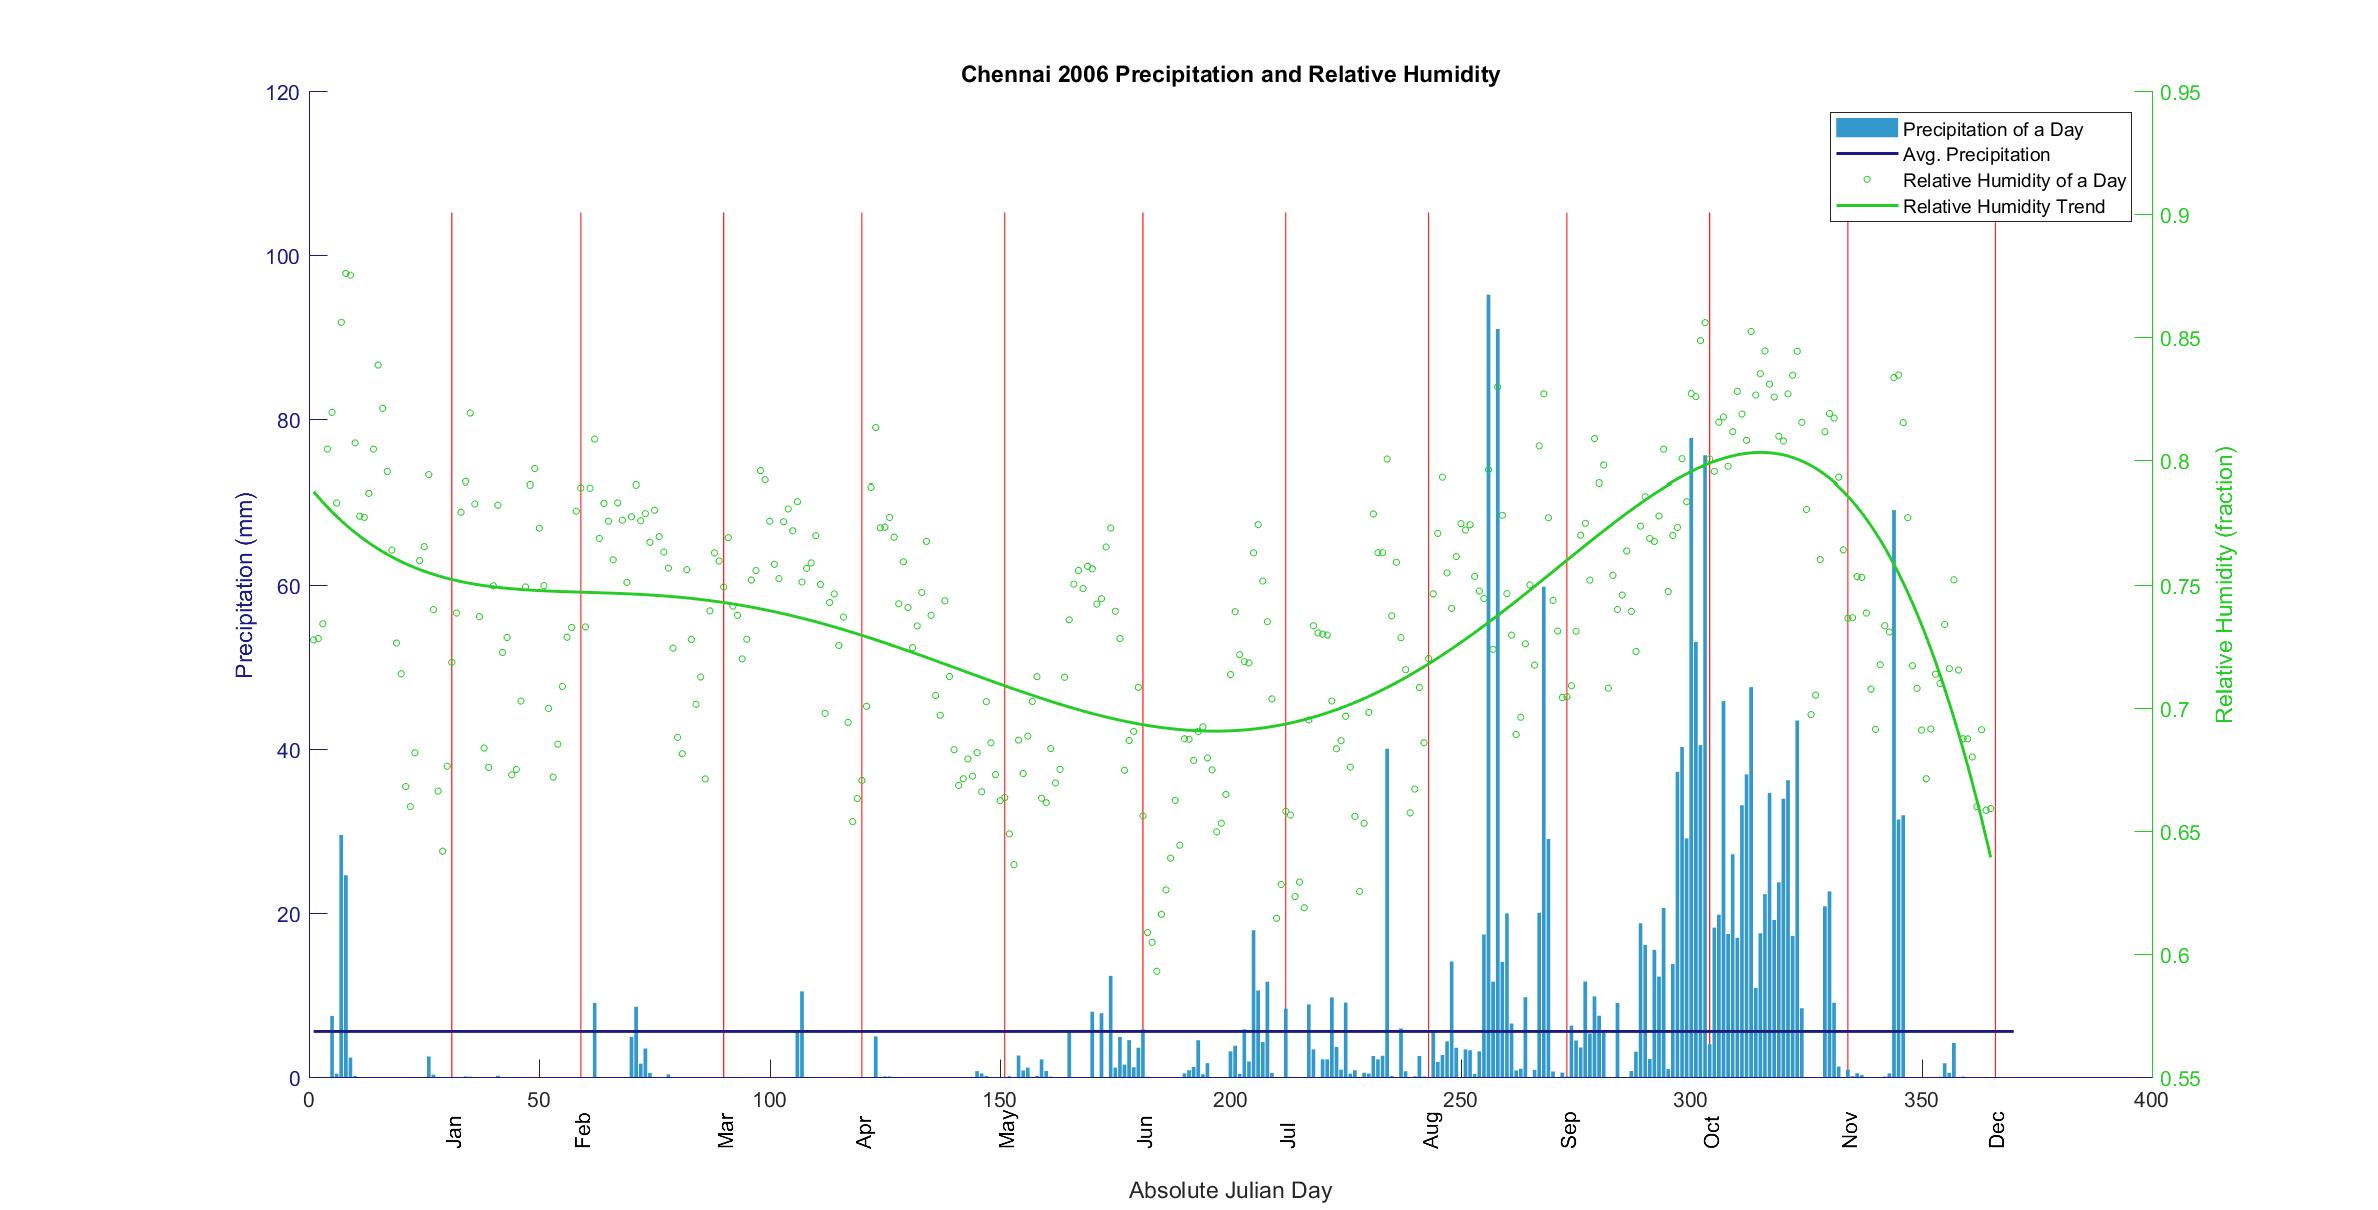 Chennai 2006 Precipitation and Relative Humidity
120
100
80
60
40
20
0
Precipitation (mm)
0.95
0.9
0.85
0.8
0.75
0.7
0.65
0.6
0.55
Relative Humidity (fraction)
Precipitation of a Day
Avg. Precipitation
Relative Humidity of a Day
Relative Humidity Trend
0 50 100 150 200 250 300 350 400
Jan Feb Mar Apr May Jun Jul Aug Sep Oct Nov Dec
Absolute Julian Day